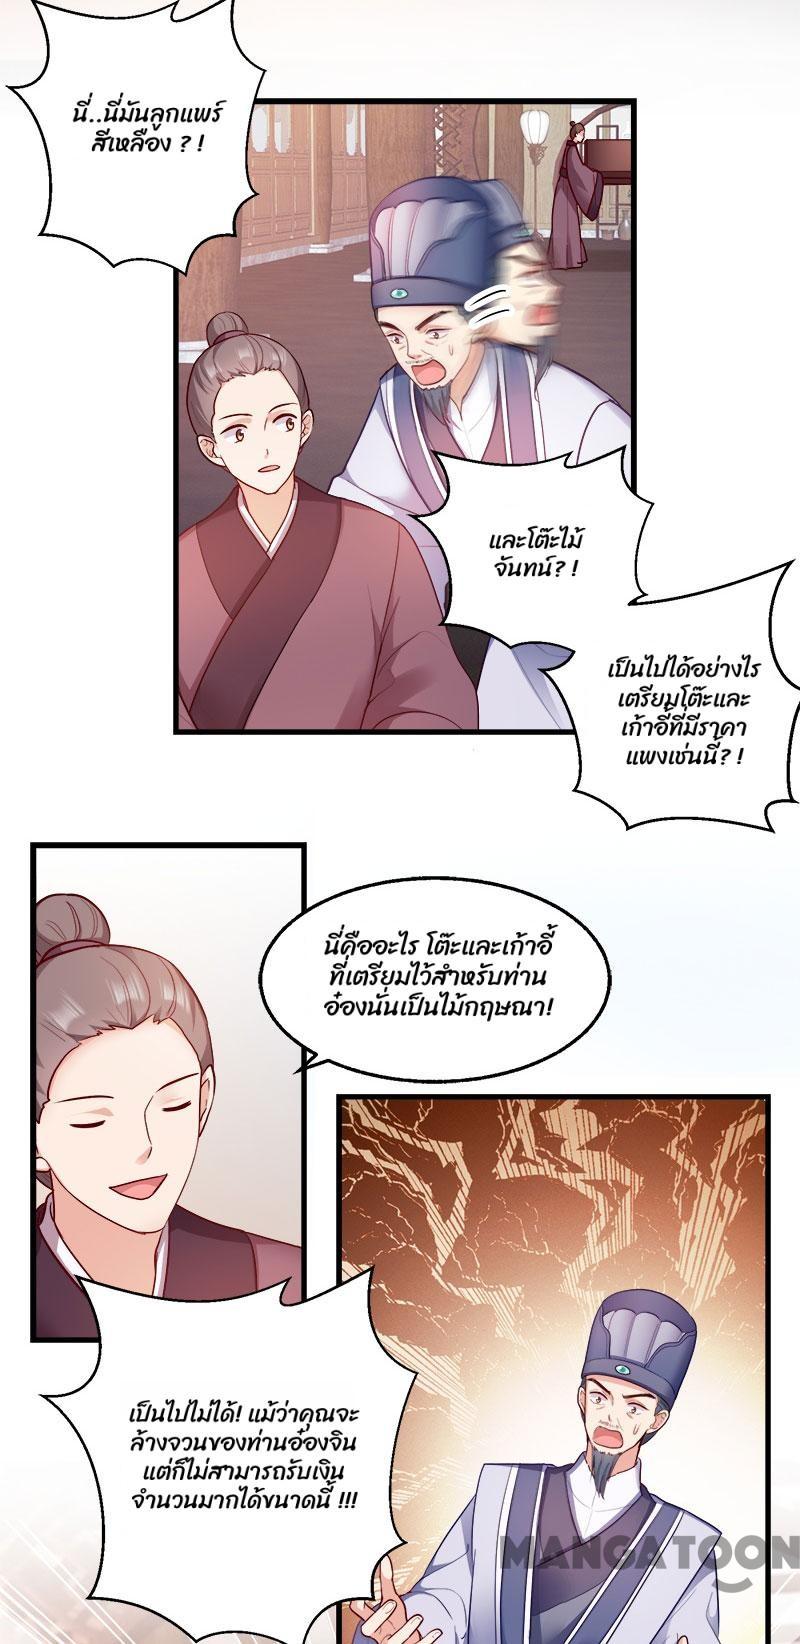 นี่..นี่มันลูกแพร์
สีเหลือง ? !
และโต๊ะไม้
จันทน์? !
เป็นไปได้อย่างไร
เตรียมโต๊ะและ
เก้าอี้ที่มีราคา
แพงเช่นนี้? !
นี่คืออะไร โต๊ะและเก้าอี้
ที่เตรียมไว้สำหรับท่าน
อ๋องนั่นเป็นไม้กฤษณา!
เป็นไปไม่ได้! แม้ว่าคุณจะ
ล้างจวนของท่านอ๋องจิน
แต่ก็ไม่สามารถรับเงิน
จำนวนมากได้ขนาดนี้ !!!
MANGATOON